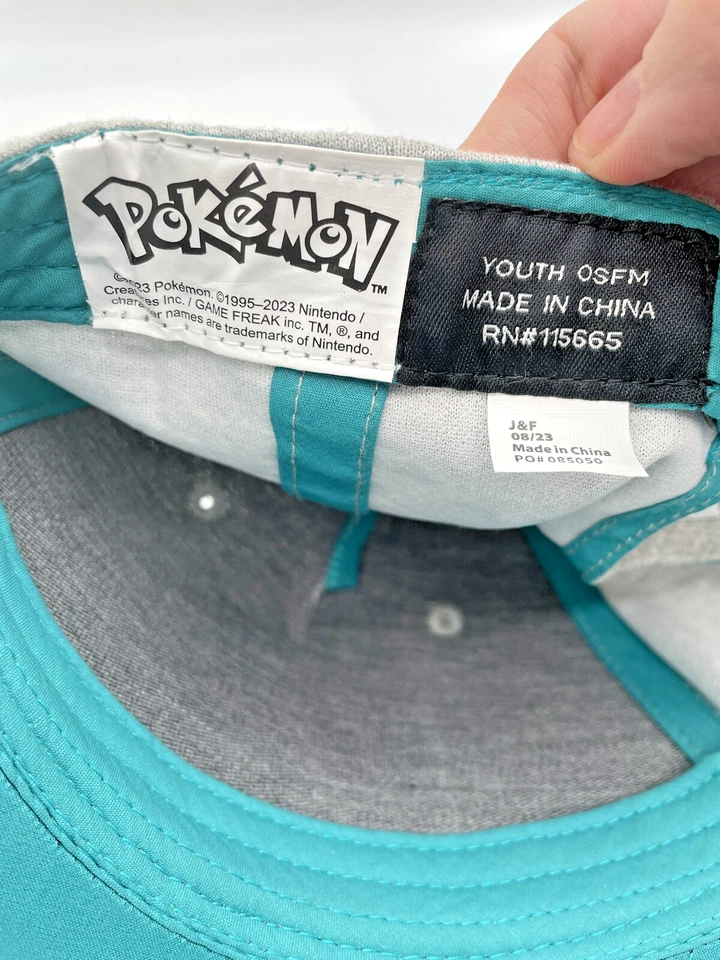 POKéMON™
©2023 Pokémon. ©1995–2023 Nintendo /
Creatures Inc. / GAME FREAK inc. TM, ®, and
character names are trademarks of Nintendo.
YOUTH OSFM
MADE IN CHINA
RN#115665
J&F
08/23
Made in China
PO# 085050